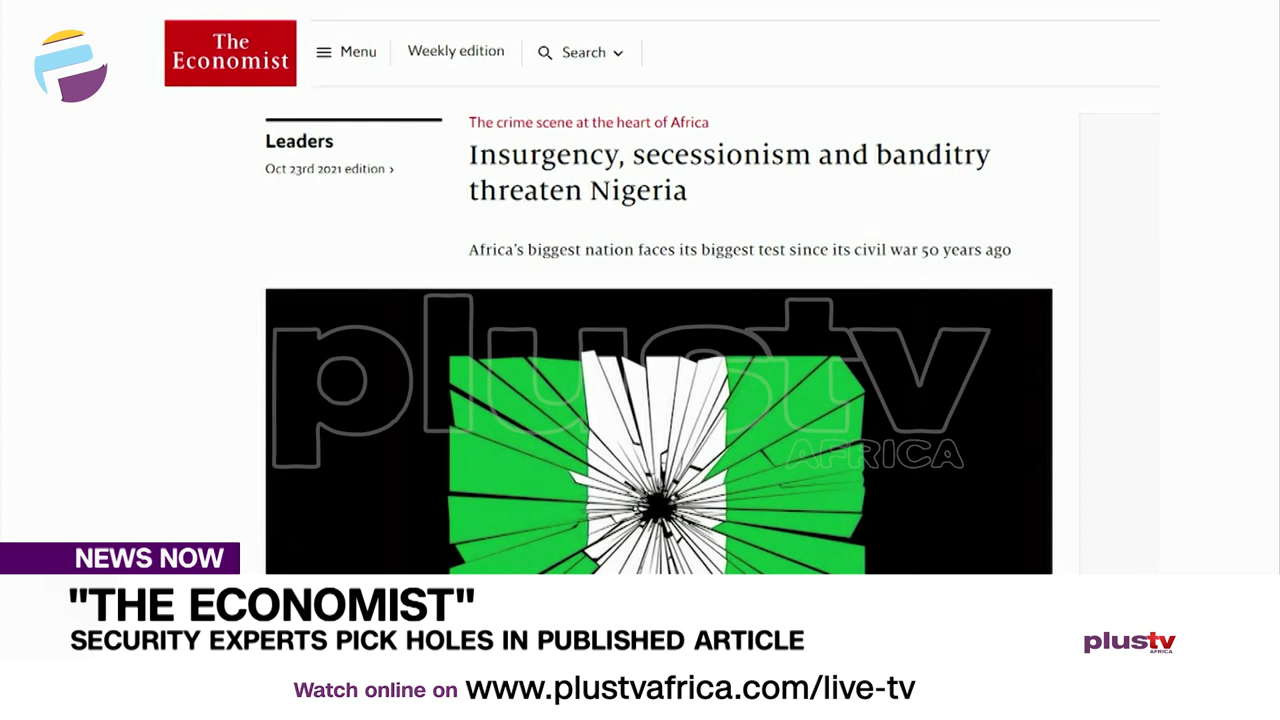 The
Economist
Menu
Weekly edition
Search
Leaders
Oct 23rd 2021 edition ›
The crime scene at the heart of Africa
Insurgency, secessionism and banditry
threaten Nigeria
Africa's biggest nation faces its biggest test since its civil war 50 years ago
plustv
AFRICA
NEWS NOW
"THE ECONOMIST"
SECURITY EXPERTS PICK HOLES IN PUBLISHED ARTICLE
plustv
AFRICA
Watch online on www.plustvafrica.com/live-tv